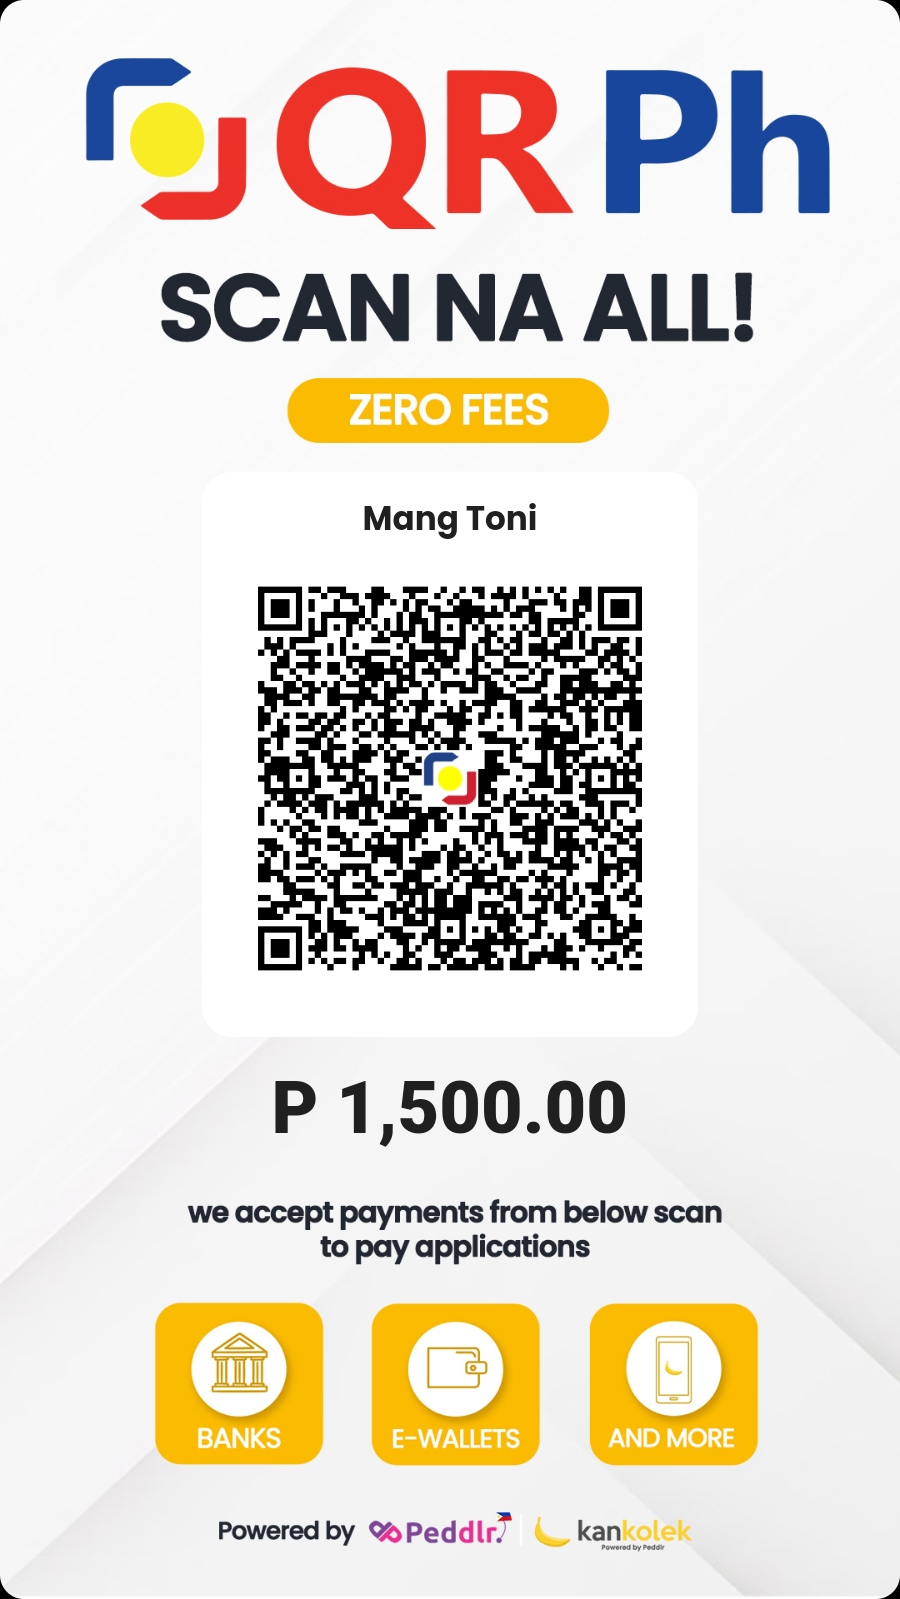 QR Ph
SCAN NA ALL!
ZERO FEES
Mang Toni
P 1,500.00
we accept payments from below scan
to pay applications
BANKS
E-WALLETS
AND MORE
Powered by Peddlr. kankolek
Powered by Peddlr